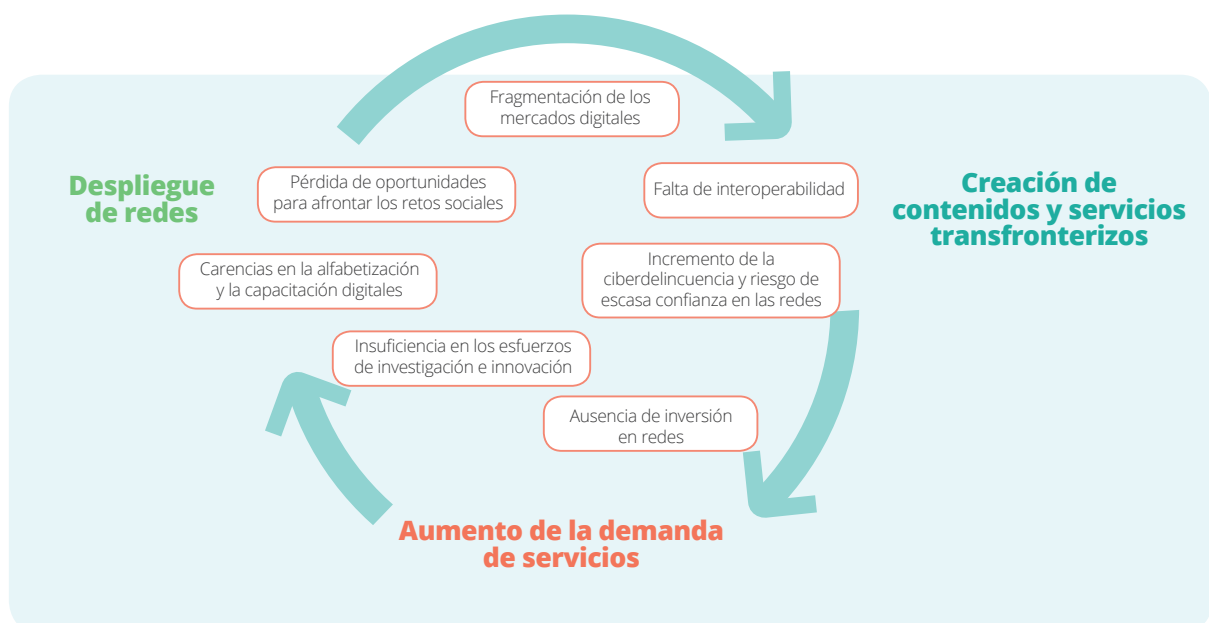 Fragmentación de los
mercados digitales
Despliegue
de redes
Pérdida de oportunidades
para afrontar los retos sociales
Falta de interoperabilidad
Creación de
contenidos y servicios
transfronterizos
Carencias en la alfabetización
y la capacitación digitales
Incremento de la
ciberdelincuencia y riesgo de
escasa confianza en las redes
Insuficiencia en los esfuerzos
de investigación e innovación
Ausencia de inversión
en redes
Aumento de la demanda
de servicios